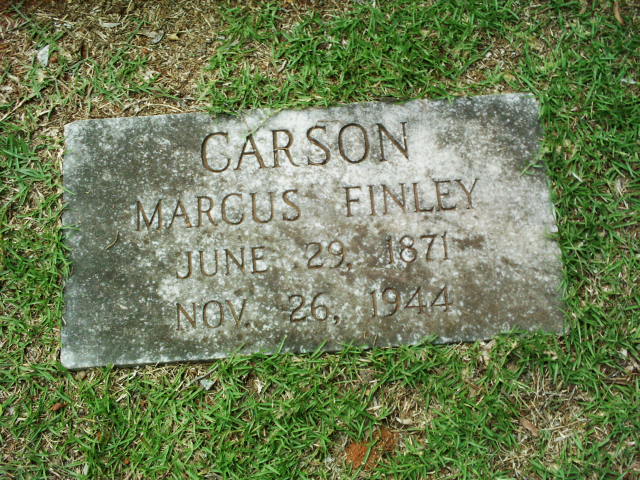 CARSON
MARCUS FINLEY
JUNE 29, 1871
NOV. 26, 1944